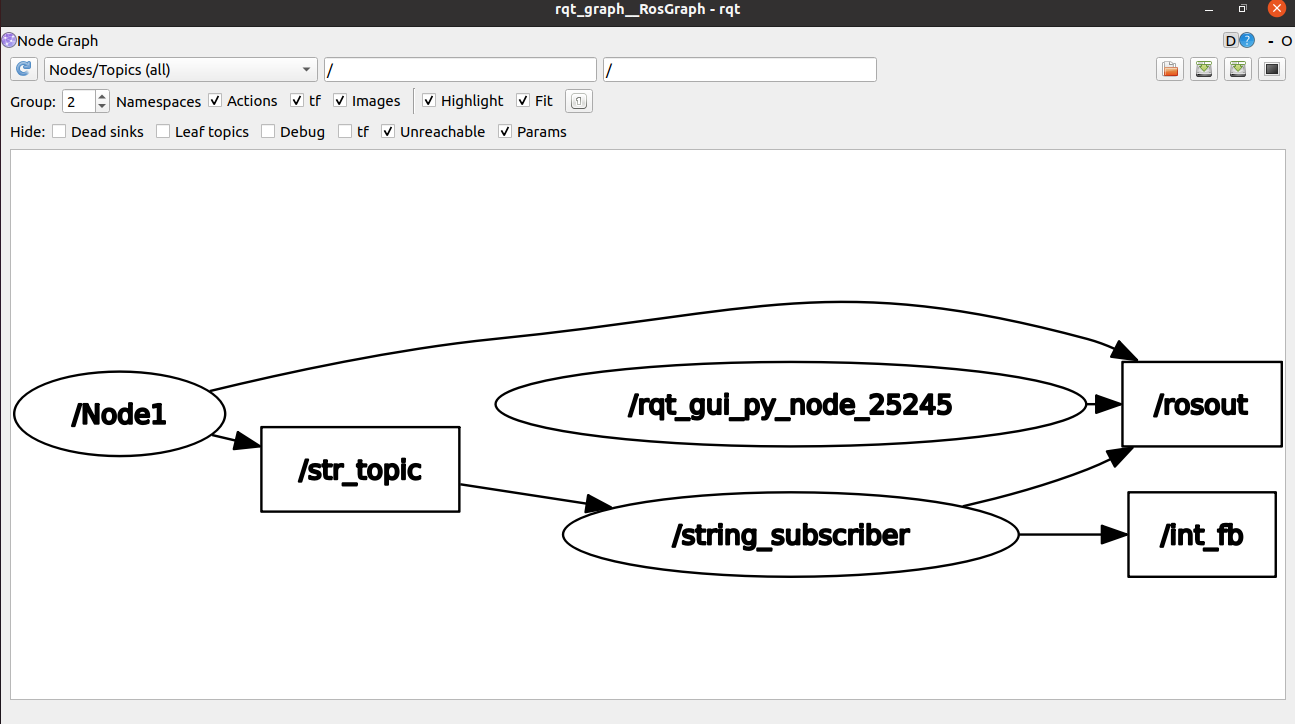 rqt_graph__RosGraph - rqt
Node Graph D ? - O
Nodes/Topics (all) / /
Group: 2 Namespaces Actions tf Images Highlight Fit
Hide: Dead sinks Leaf topics Debug tf Unreachable Params
/Node1
/str_topic
/rqt_gui_py_node_25245
/string_subscriber
/rosout
/int_fb